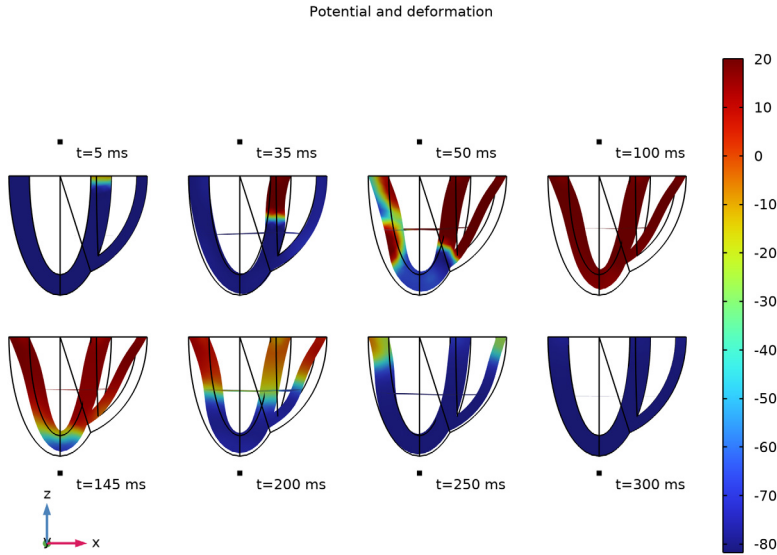 Potential and deformation
t=5 ms
t=35 ms
t=50 ms
t=100 ms
t=145 ms
t=200 ms
t=250 ms
t=300 ms
20
10
0
-10
-20
-30
-40
-50
-60
-70
-80
z
y
x